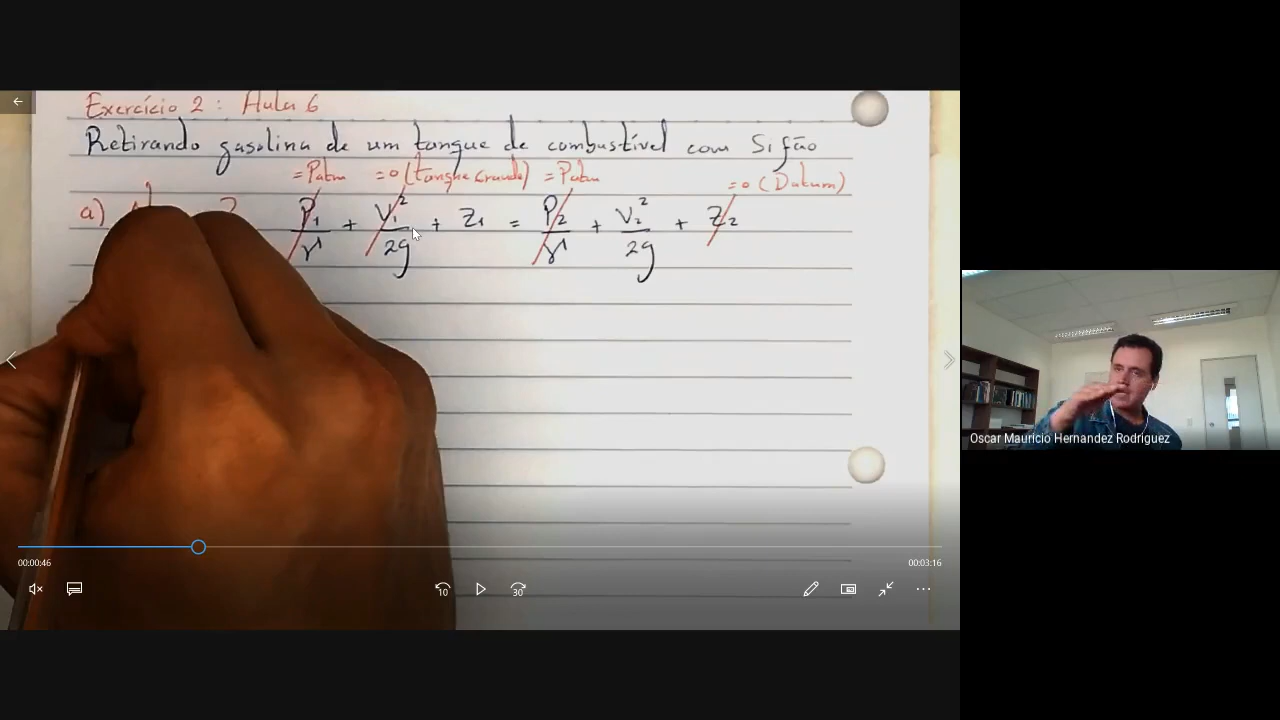 Exercício 2 : Aula 6
Retirando gasolina de um tanque de combustível com Sifão
=Patm =0 (tanque Grande) =Patm =0 (Datum)
a) ? P₁/γ + V₁²/2g + Z₁ = P₂/γ + V₂²/2g + Z₂
Oscar Mauricio Hernandez Rodriguez
00:00:46 00:03:16
10 30